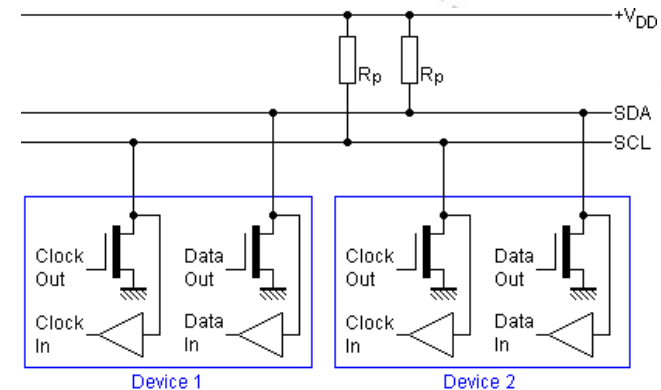 +VDD
Rp
Rp
SDA
SCL
Clock
Out
Data
Out
Clock
Out
Data
Out
Clock
In
Data
In
Clock
In
Data
In
Device 1
Device 2